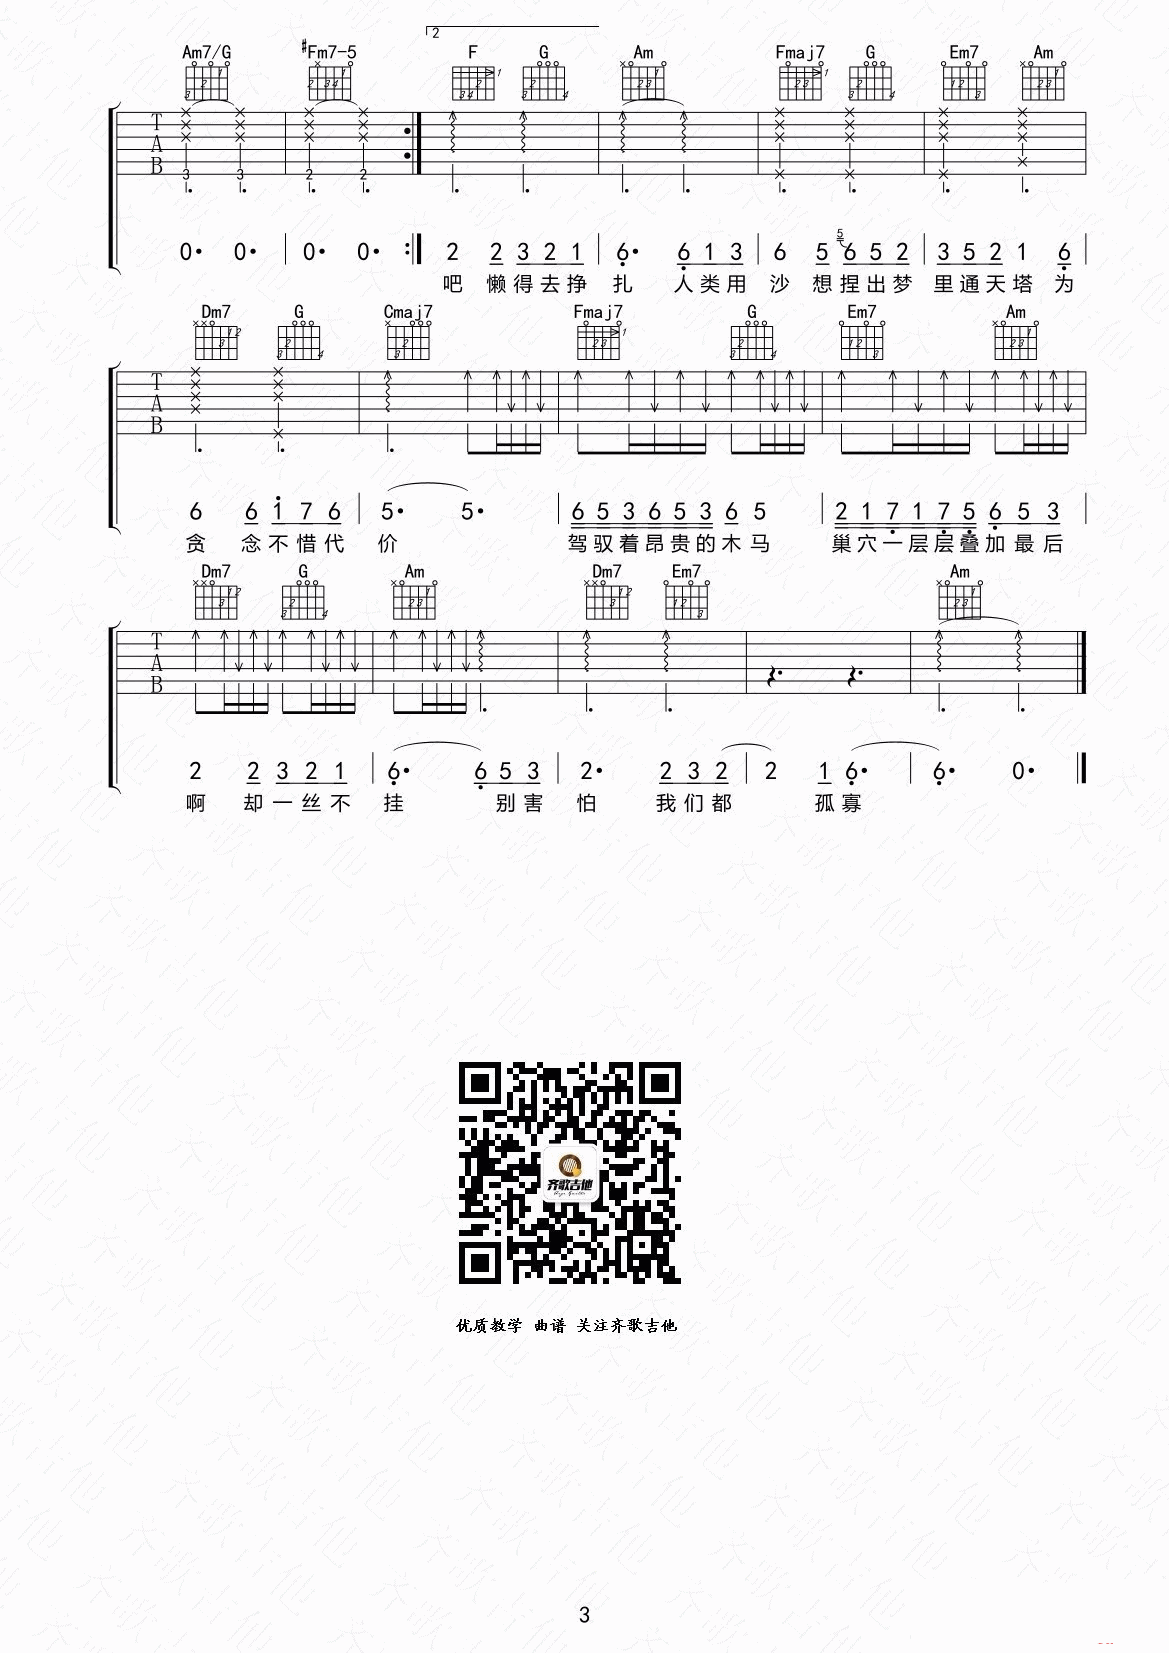 2
Am7/G #Fm7-5 F G Am Fmaj7 G Em7 Am
T
A
B
3 3 2 2
0· 0· 0· 0· 2 2 3 2 1 6· 6 1 3 6 5 5 6 5 2 3 5 2 1 6
吧 懒得去挣 扎 人类用 沙 想捏出梦 里通天塔 为
Dm7 G Cmaj7 Fmaj7 G Em7 Am
T
A
B
6 6 1 7 6 5· 5· 6 5 3 6 5 3 6 5 2 1 7 1 7 5 6 5 3
贪 念不惜代 价 驾驭着昂贵的木马 巢穴一层层叠加最后
Dm7 G Am Dm7 Em7 Am
T
A
B
2 2 3 2 1 6· 6 5 3 2· 2 3 2 2 1 6· 6· 0·
啊 却一丝不 挂 别害 怕 我们都 孤寡
齐歌吉他
优质教学 曲谱 关注齐歌吉他
3